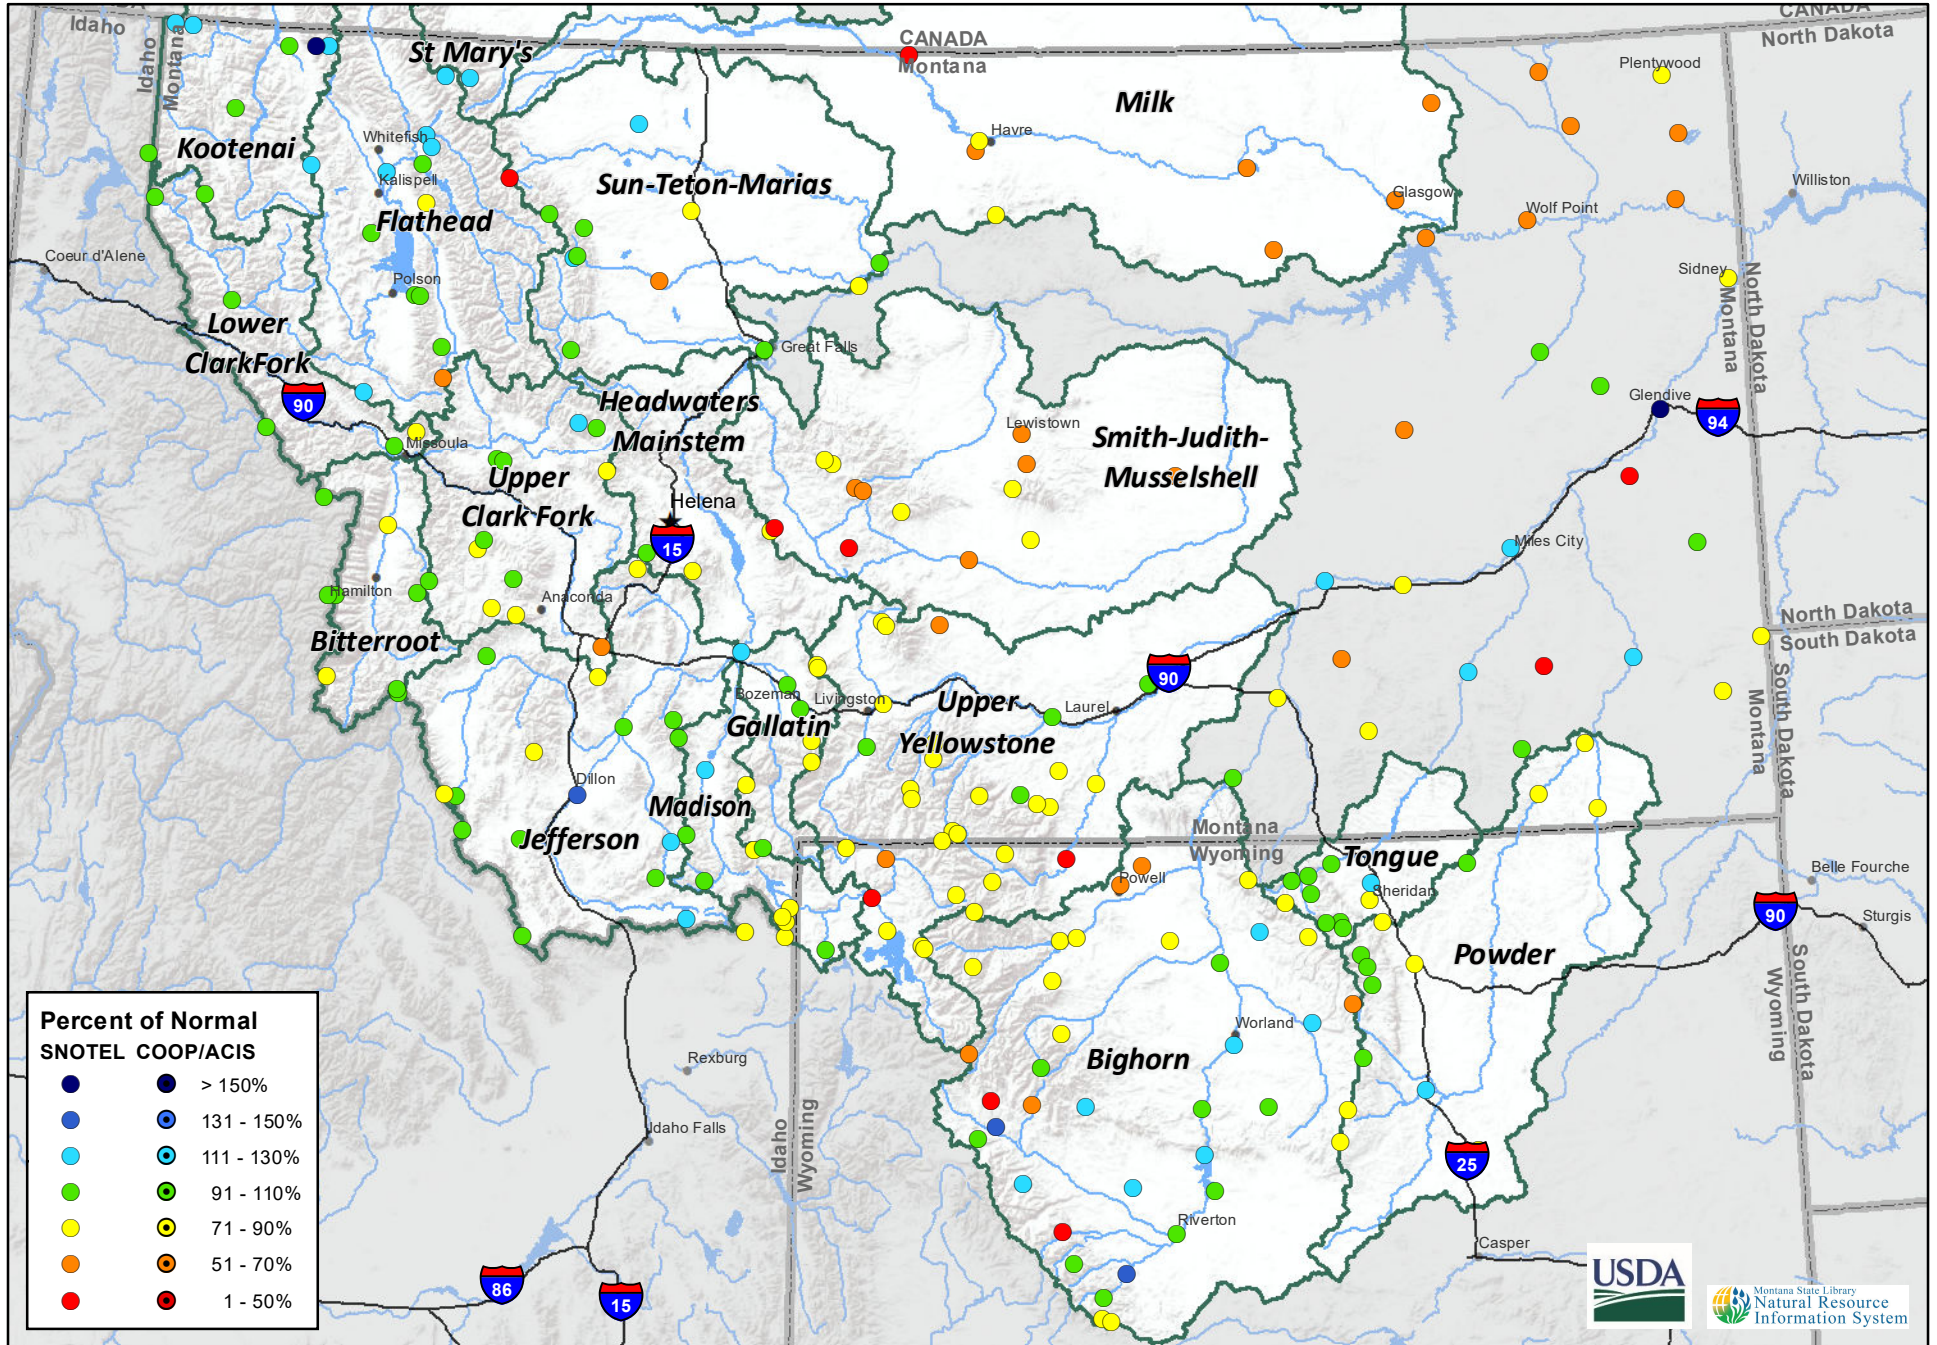 CANADA
North Dakota
Idaho
Idaho
Montana
St Mary's
CANADA
Montana
Plentywood
Milk
Havre
Whitefish
Kootenai
Kalispell
Sun-Teton-Marias
Flathead
Glasgow
Wolf Point
Williston
Coeur d'Alene
Polson
Sidney
Montana
North Dakota
Lower
ClarkFork
Great Falls
90
Headwaters
Mainstem
Lewistown
Smith-Judith-
Musselshell
Glendive
94
Missoula
Upper
Clark Fork
Helena
15
Miles City
Hamilton
Anaconda
Bitterroot
North Dakota
South Dakota
Bozeman
Livingston
Gallatin
Upper
Yellowstone
Laurel
90
Montana
South Dakota
Dillon
Madison
Jefferson
Montana
Wyoming
Tongue
Powell
Sheridan
Belle Fourche
90
Sturgis
Powder
Wyoming
South Dakota
Worland
Bighorn
Rexburg
Idaho Falls
Idaho
Wyoming
25
Riverton
Casper
86
15
Percent of Normal
SNOTEL COOP/ACIS
> 150%
131 - 150%
111 - 130%
91 - 110%
71 - 90%
51 - 70%
1 - 50%
USDA
Montana State Library
Natural Resource
Information System